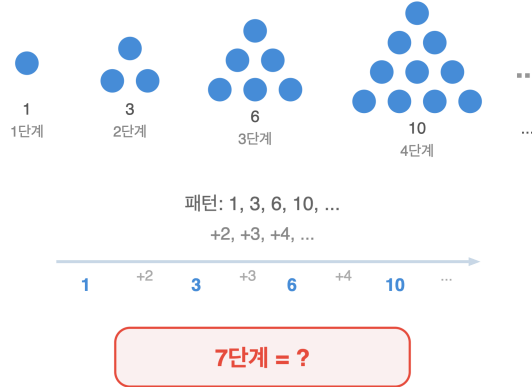 1 3 6 10
1단계 2단계 3단계 4단계 ...
패턴: 1, 3, 6, 10, ...
+2, +3, +4, ...
1 +2 3 +3 6 +4 10 ...
7단계 = ?